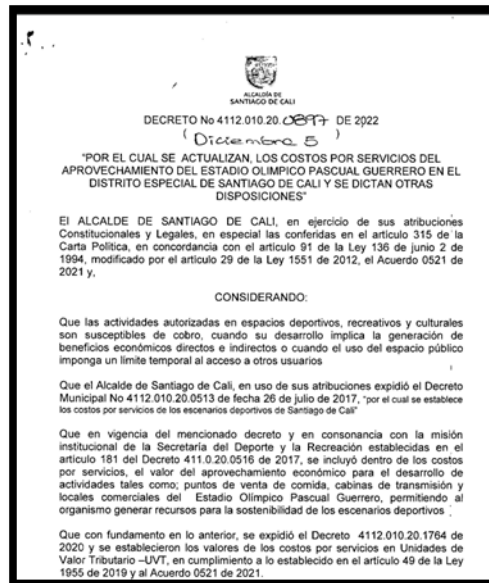 ALCALDÍA DE
SANTIAGO DE CALI
DECRETO No 4112.010.20.0897 DE 2022
( Diciembre 5 )
"POR EL CUAL SE ACTUALIZAN, LOS COSTOS POR SERVICIOS DEL
APROVECHAMIENTO DEL ESTADIO OLIMPICO PASCUAL GUERRERO EN EL
DISTRITO ESPECIAL DE SANTIAGO DE CALI Y SE DICTAN OTRAS
DISPOSICIONES"
El ALCALDE DE SANTIAGO DE CALI, en ejercicio de sus atribuciones
Constitucionales y Legales, en especial las conferidas en el artículo 315 de la
Carta Política, en concordancia con el artículo 91 de la Ley 136 de junio 2 de
1994, modificado por el artículo 29 de la Ley 1551 de 2012, el Acuerdo 0521 de
2021 y,
CONSIDERANDO:
Que las actividades autorizadas en espacios deportivos, recreativos y culturales
son susceptibles de cobro, cuando su desarrollo implica la generación de
beneficios económicos directos e indirectos o cuando el uso del espacio público
imponga un límite temporal al acceso a otros usuarios
Que el Alcalde de Santiago de Cali, en uso de sus atribuciones expidió el Decreto
Municipal No 4112.010.20.0513 de fecha 26 de julio de 2017, "por el cual se establece
los costos por servicios de los escenarios deportivos de Santiago de Cali"
Que en vigencia del mencionado decreto y en consonancia con la misión
institucional de la Secretaría del Deporte y la Recreación establecidas en el
artículo 181 del Decreto 411.0.20.0516 de 2017, se incluyó dentro de los costos
por servicios, el valor del aprovechamiento económico para el desarrollo de
actividades tales como; puntos de venta de comida, cabinas de transmisión y
locales comerciales del Estadio Olímpico Pascual Guerrero, permitiendo al
organismo generar recursos para la sostenibilidad de los escenarios deportivos
Que con fundamento en lo anterior, se expidió el Decreto 4112.010.20.1764 de
2020 y se establecieron los valores de los costos por servicios en Unidades de
Valor Tributario –UVT, en cumplimiento a lo establecido en el artículo 49 de la Ley
1955 de 2019 y al Acuerdo 0521 de 2021.